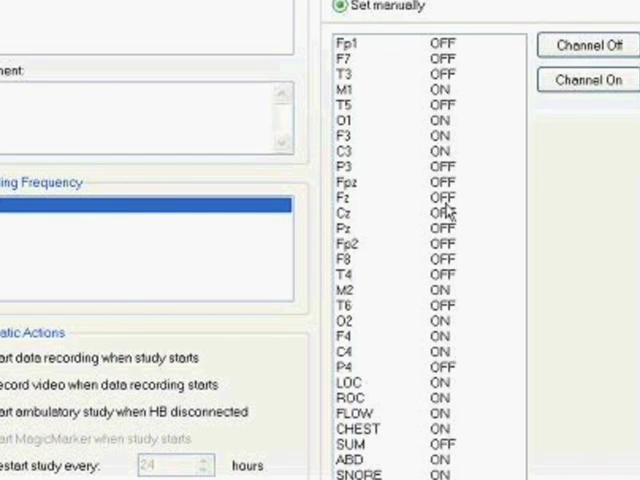 Set manually
Fp1 OFF
F7 OFF
T3 OFF
M1 ON
T5 OFF
O1 ON
F3 ON
C3 ON
P3 OFF
Fpz OFF
Fz OFF
Cz OFF
Pz OFF
Fp2 OFF
F8 OFF
T4 OFF
M2 ON
T6 OFF
O2 ON
F4 ON
C4 ON
P4 OFF
LOC ON
ROC ON
FLOW ON
CHEST ON
SUM OFF
ABD ON
SNORE ON
Channel Off
Channel On
ment:
ling Frequency
atic Actions
art data recording when study starts
ecord video when data recording starts
art ambulatory study when HB disconnected
art MagicMarker when study starts
estart study every: 24 hours